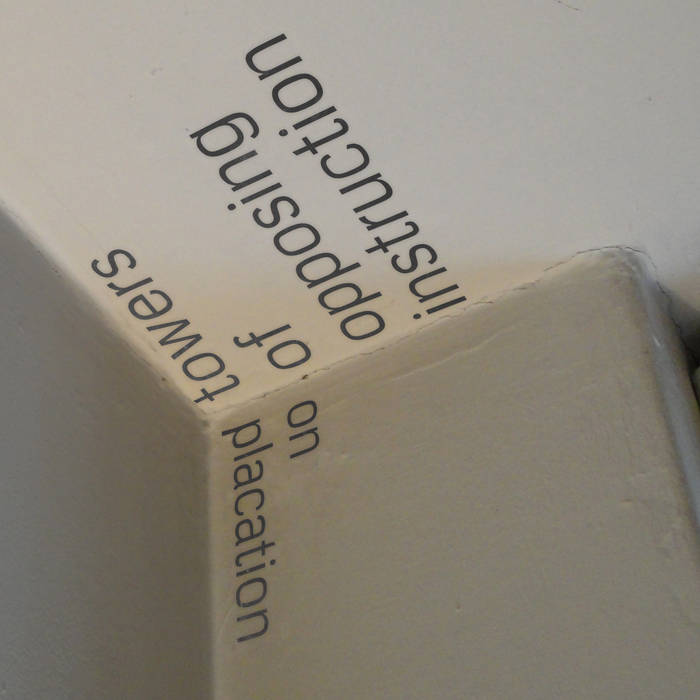 towers
of
opposing
instruction
on
placation